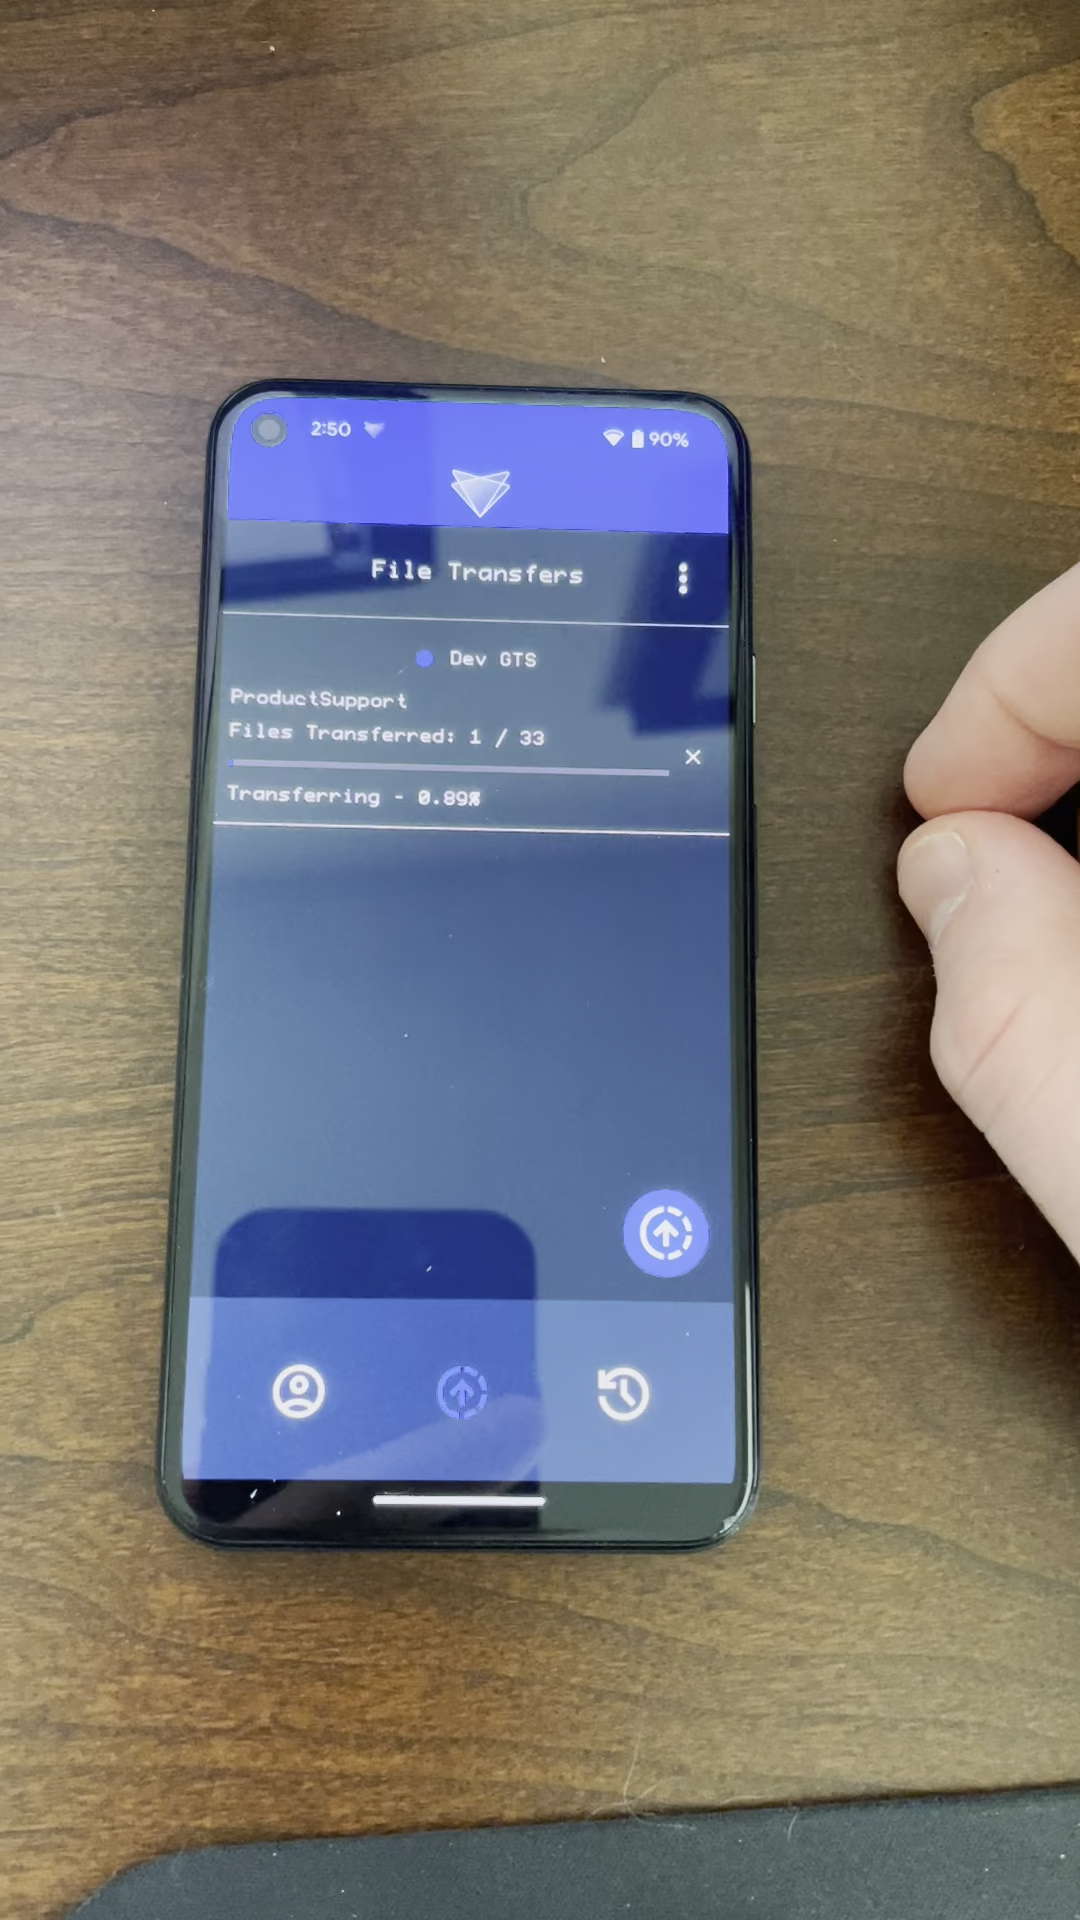 2:50
90%
File Transfers
Dev GTS
ProductSupport
Files Transferred: 1 / 33
Transferring - 0.89%